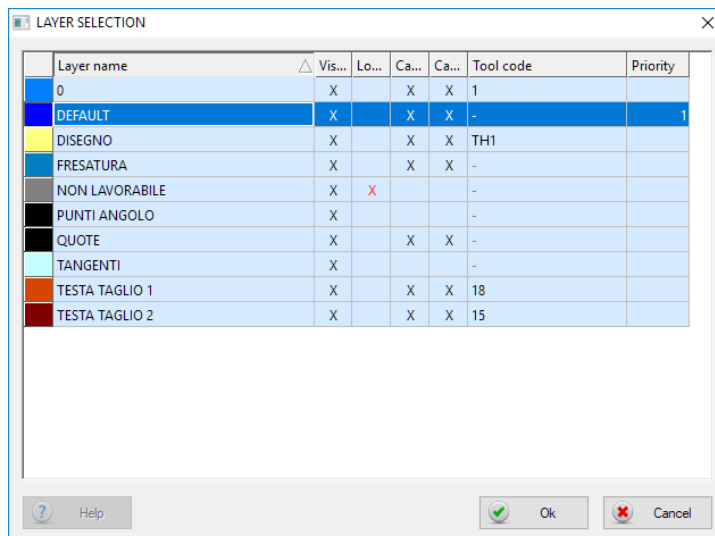 LAYER SELECTION
Layer name Vis... Lo... Ca... Ca... Tool code Priority
0 X X X 1
DEFAULT X X X - 1
DISEGNO X X X TH1
FRESATURA X X X -
NON LAVORABILE X X -
PUNTI ANGOLO X -
QUOTE X X X -
TANGENTI X -
TESTA TAGLIO 1 X X X 18
TESTA TAGLIO 2 X X X 15
? Help Ok Cancel